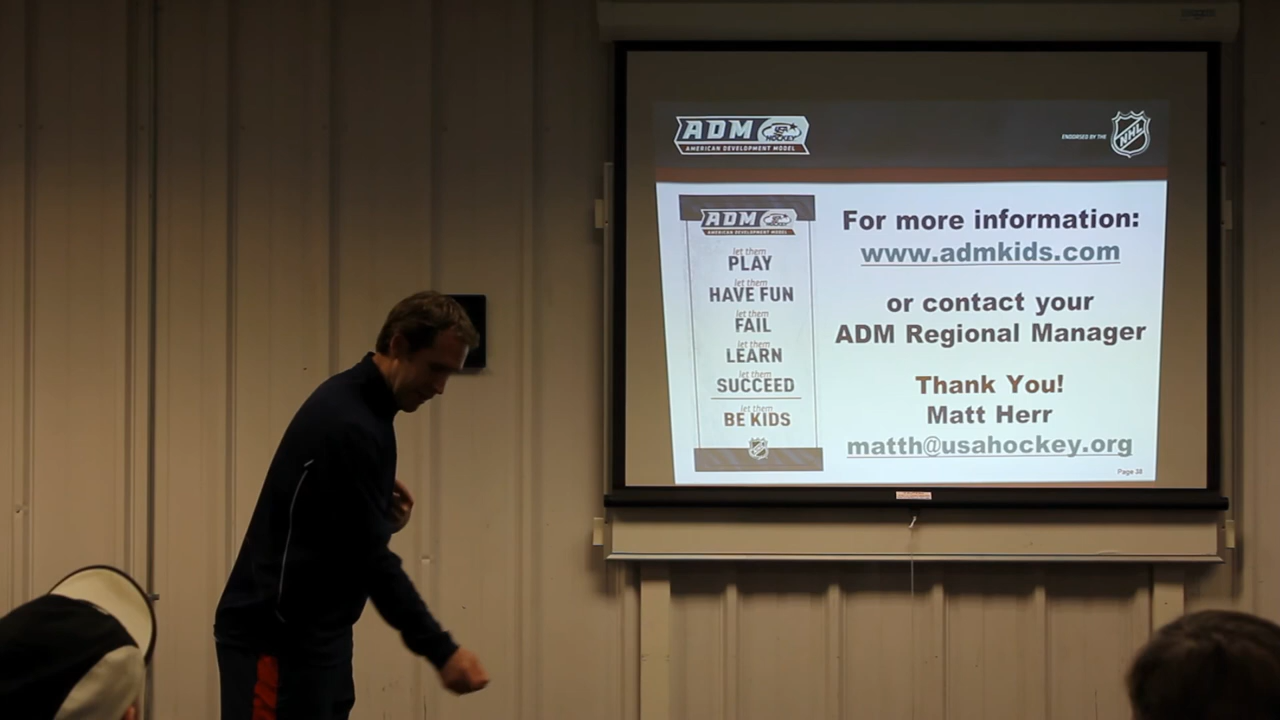 ADM
USA HOCKEY
AMERICAN DEVELOPMENT MODEL
ENDORSED BY THE
NHL
ADM
AMERICAN DEVELOPMENT MODEL
let them
PLAY
let them
HAVE FUN
let them
FAIL
let them
LEARN
let them
SUCCEED
let them
BE KIDS
For more information:
www.admkids.com
or contact your
ADM Regional Manager
Thank You!
Matt Herr
matth@usahockey.org
Page 38